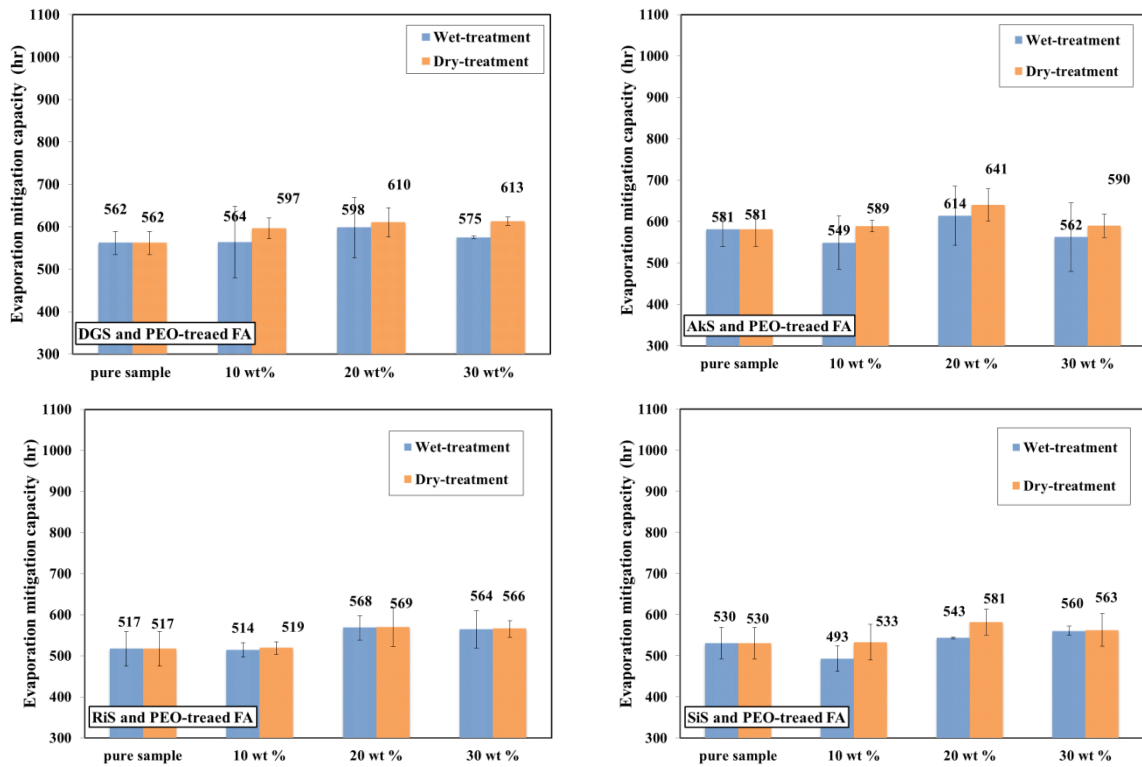 Evaporation mitigation capacity (hr)
1100
1000
900
800
700
600
500
400
300
Wet-treatment
Dry-treatment
562
562
564
597
598
610
575
613
DGS and PEO-treaed FA
pure sample
10 wt%
20 wt%
30 wt%
Evaporation mitigation capacity (hr)
1100
1000
900
800
700
600
500
400
300
Wet-treatment
Dry-treatment
581
581
549
589
614
641
562
590
AkS and PEO-treaed FA
pure sample
10 wt %
20 wt %
30 wt %
Evaporation mitigation capacity (hr)
1100
1000
900
800
700
600
500
400
300
Wet-treatment
Dry-treatment
517
517
514
519
568
569
564
566
RiS and PEO-treaed FA
pure sample
10 wt %
20 wt %
30 wt %
Evaporation mitigation capacity (hr)
1100
1000
900
800
700
600
500
400
300
Wet-treatment
Dry-treatment
530
530
493
533
543
581
560
563
SiS and PEO-treaed FA
pure sample
10 wt %
20 wt %
30 wt %